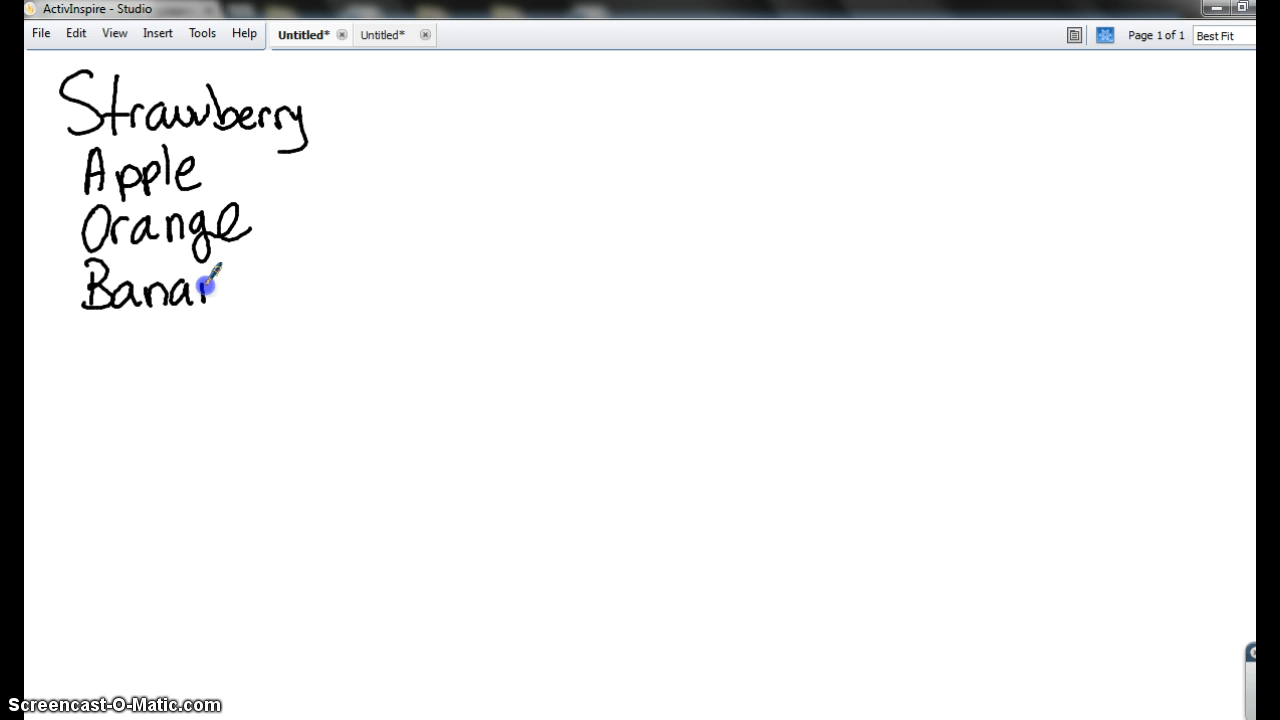 ActivInspire - Studio
File Edit View Insert Tools Help Untitled* Untitled* Page 1 of 1 Best Fit
Strawberry
Apple
Orange
Bana
Screencast-O-Matic.com